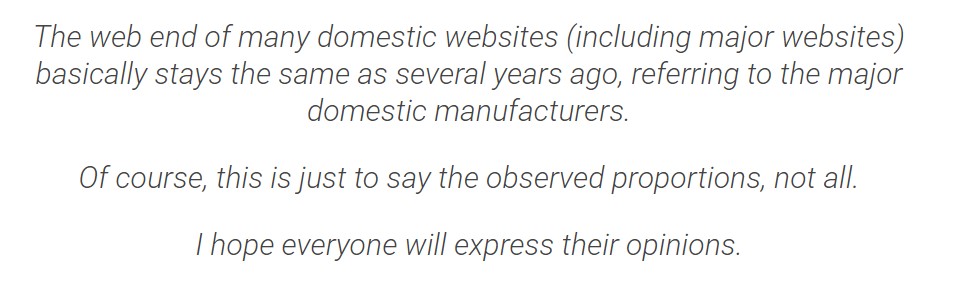 The web end of many domestic websites (including major websites)
basically stays the same as several years ago, referring to the major
domestic manufacturers.
Of course, this is just to say the observed proportions, not all.
I hope everyone will express their opinions.